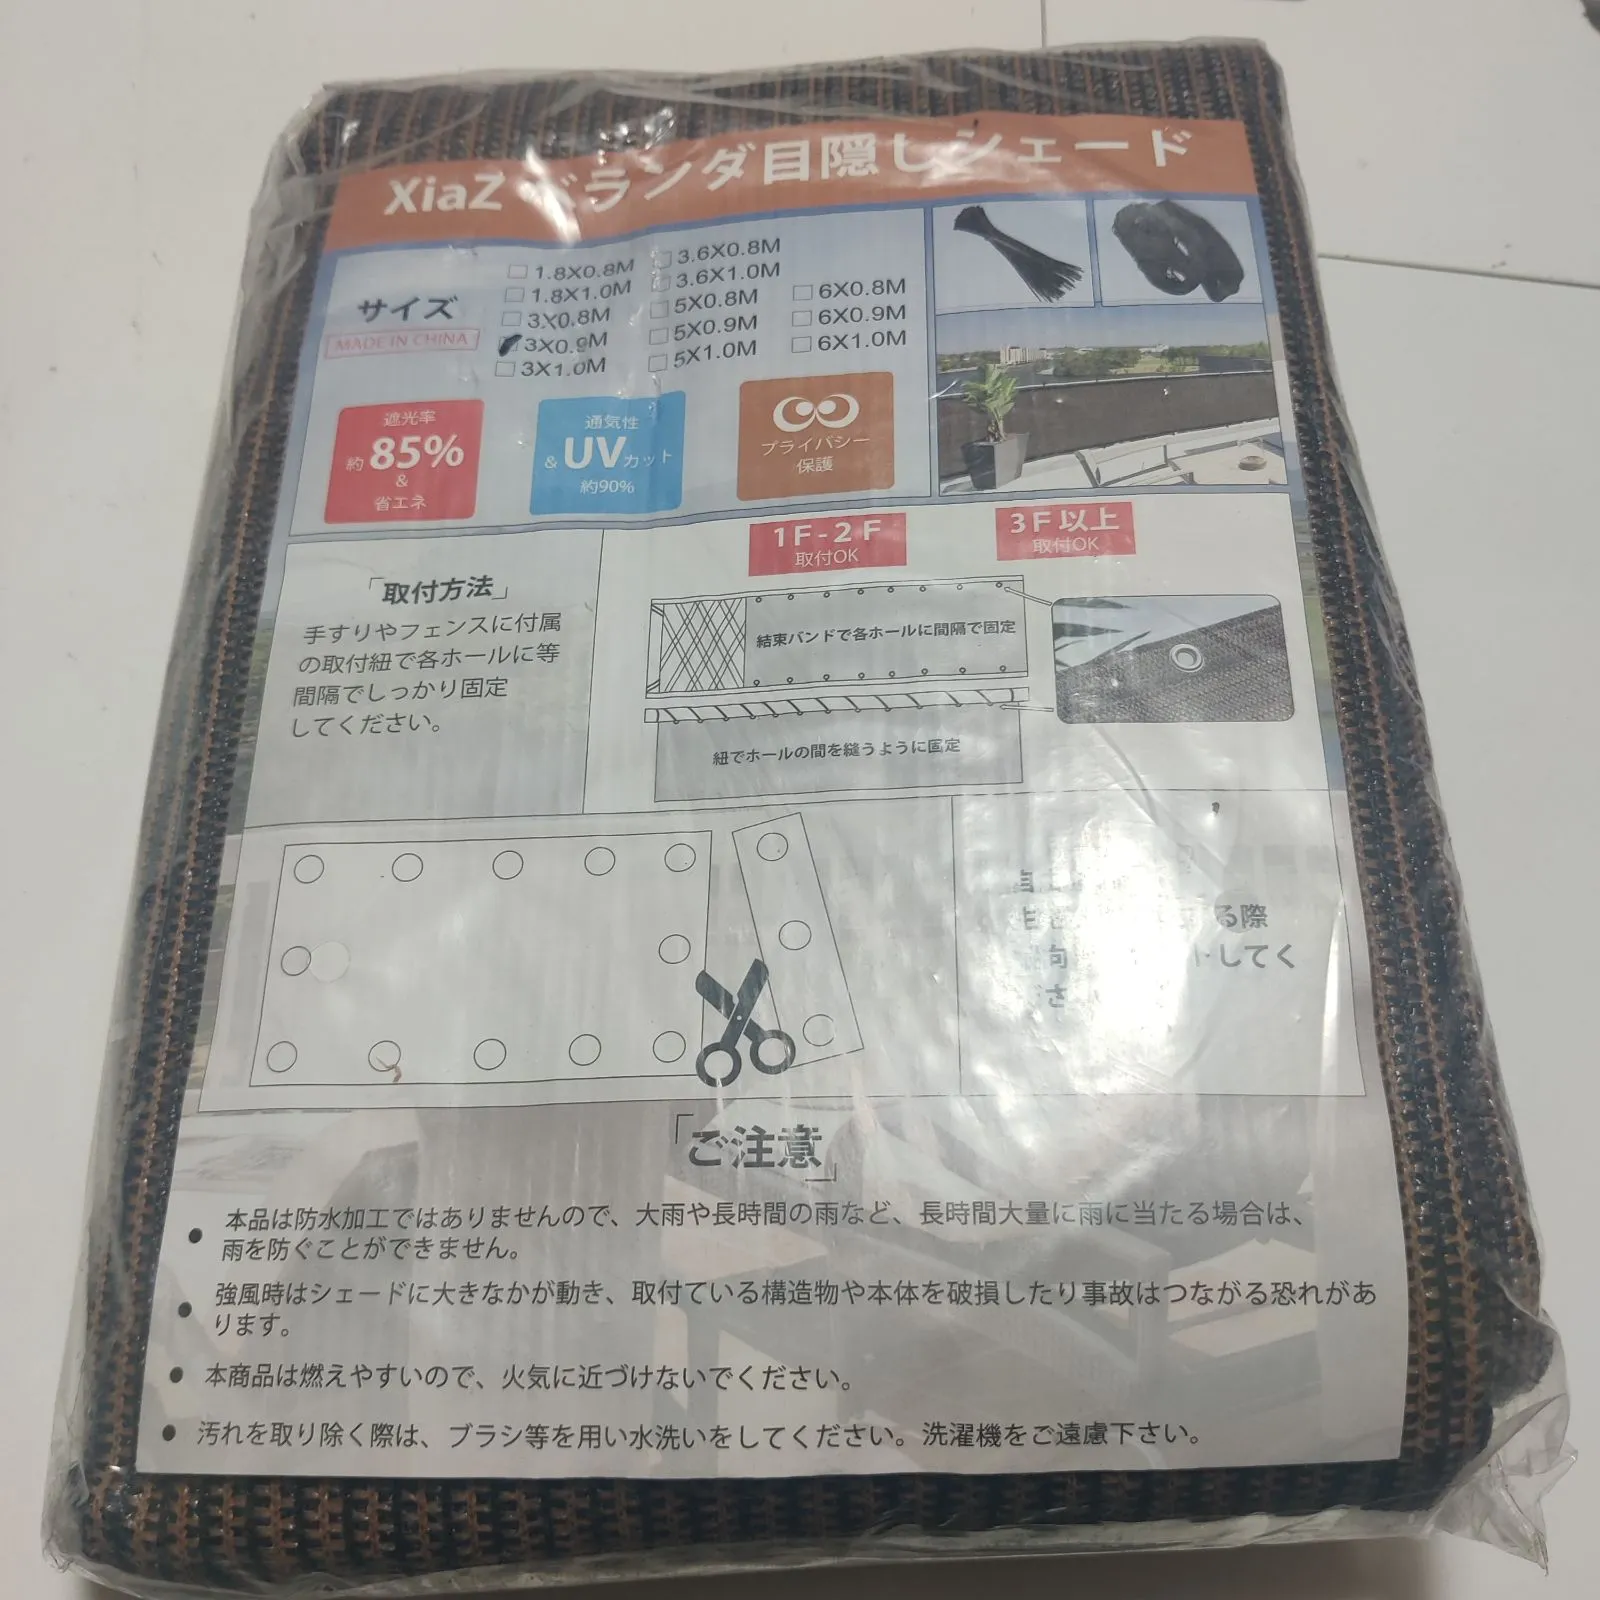 XiaZ ベランダ目隠しシェード
サイズ
MADE IN CHINA
1.8X0.8M
1.8X1.0M
3X0.8M
3X0.9M
3X1.0M
3.6X0.8M
3.6X1.0M
5X0.8M
5X0.9M
5X1.0M
6X0.8M
6X0.9M
6X1.0M
遮光率
約85%
&
省エネ
通気性
&UVカット
約90%
プライバシー
保護
「取付方法」
手すりやフェンスに付属
の取付紐で各ホールに等
間隔でしっかり固定
してください。
1F-2F
取付OK
3F以上
取付OK
結束バンドで各ホールに間隔で固定
紐でホールの間を縫うように固定
る際
向
してく
さ
「ご注意」
● 本品は防水加工ではありませんので、大雨や長時間の雨など、長時間大量に雨に当たる場合は、
雨を防ぐことができません。
● 強風時はシェードに大きなかが動き、取付ている構造物や本体を破損したり事故はつながる恐れがあ
ります。
● 本商品は燃えやすいので、火気に近づけないでください。
● 汚れを取り除く際は、ブラシ等を用い水洗いをしてください。洗濯機をご遠慮下さい。